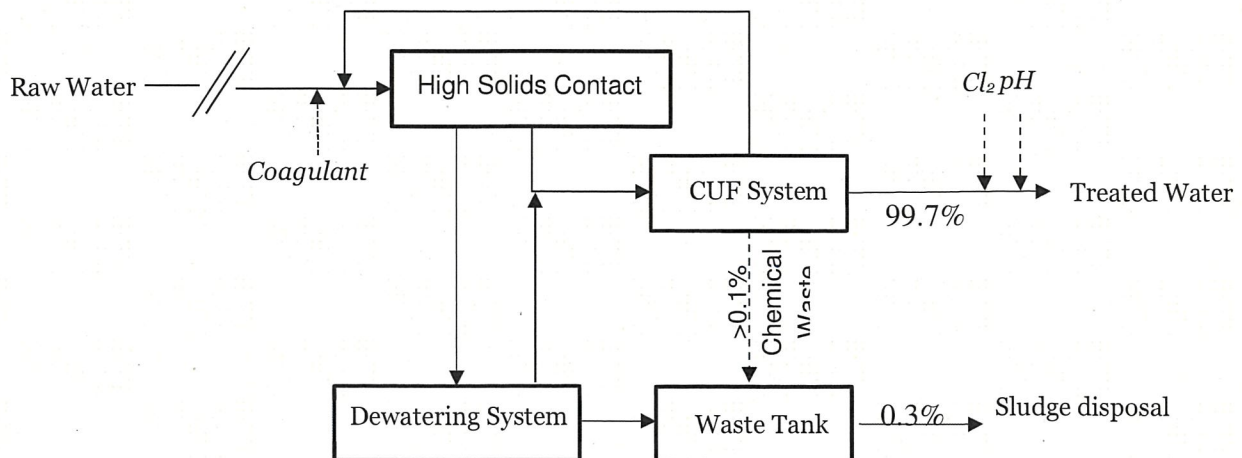 Raw Water
High Solids Contact
Cl₂ pH
Coagulant
CUF System
Treated Water
99.7%
>0.1%
Chemical
Waste
Dewatering System
Waste Tank
0.3%
Sludge disposal